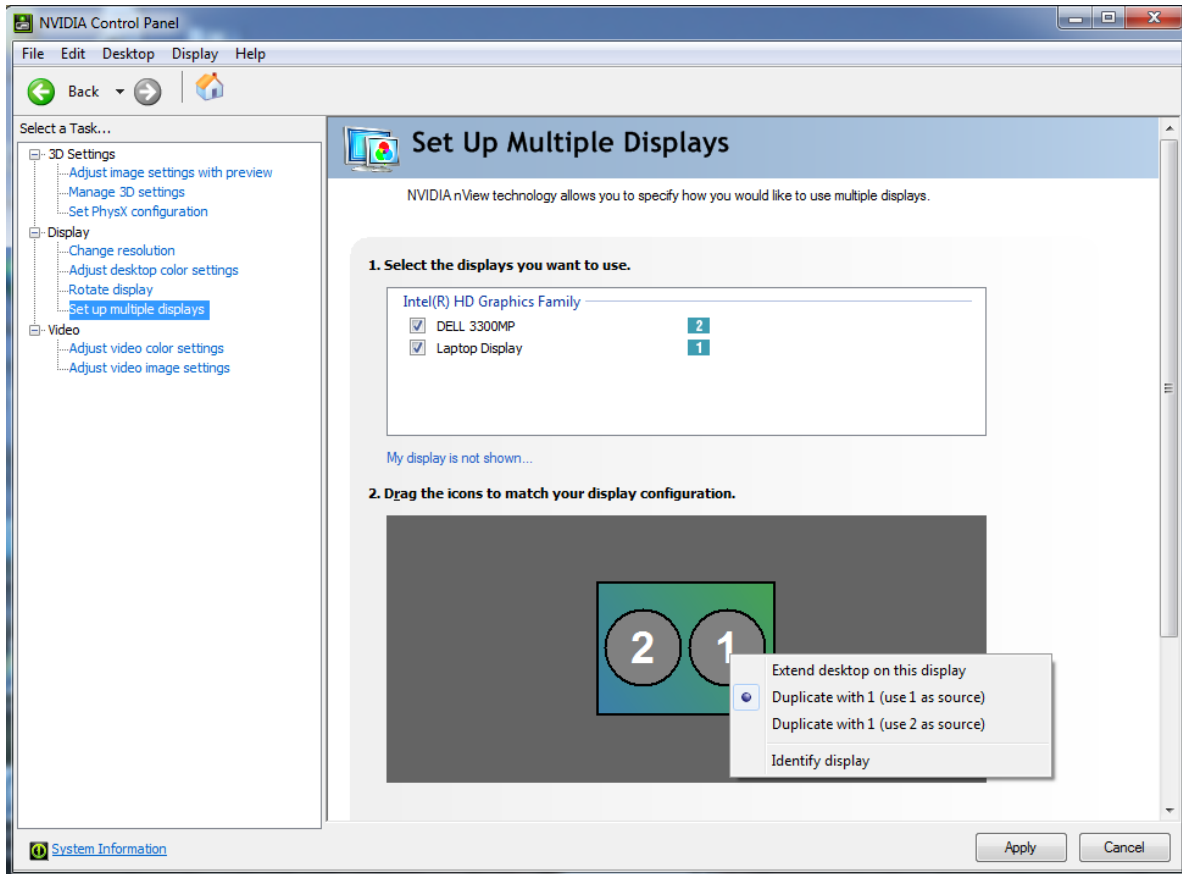 NVIDIA Control Panel
File Edit Desktop Display Help
Back
Select a Task...
3D Settings
Adjust image settings with preview
Manage 3D settings
Set PhysX configuration
Display
Change resolution
Adjust desktop color settings
Rotate display
Set up multiple displays
Video
Adjust video color settings
Adjust video image settings
System Information
Set Up Multiple Displays
NVIDIA nView technology allows you to specify how you would like to use multiple displays.
1. Select the displays you want to use.
Intel(R) HD Graphics Family
DELL 3300MP 2
Laptop Display 1
My display is not shown...
2. Drag the icons to match your display configuration.
2 1
Extend desktop on this display
Duplicate with 1 (use 1 as source)
Duplicate with 1 (use 2 as source)
Identify display
Apply Cancel